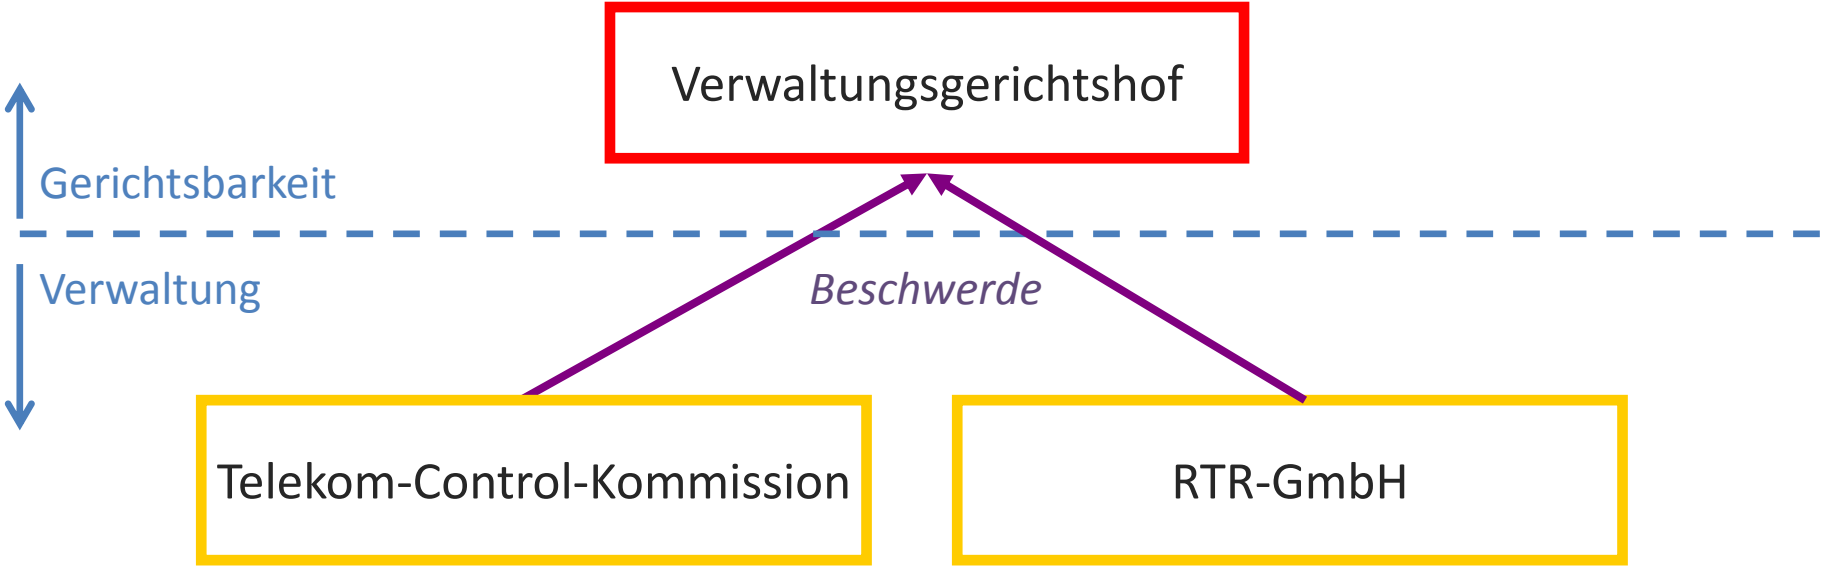 Verwaltungsgerichtshof
Gerichtsbarkeit
Verwaltung
Beschwerde
Telekom-Control-Kommission
RTR-GmbH